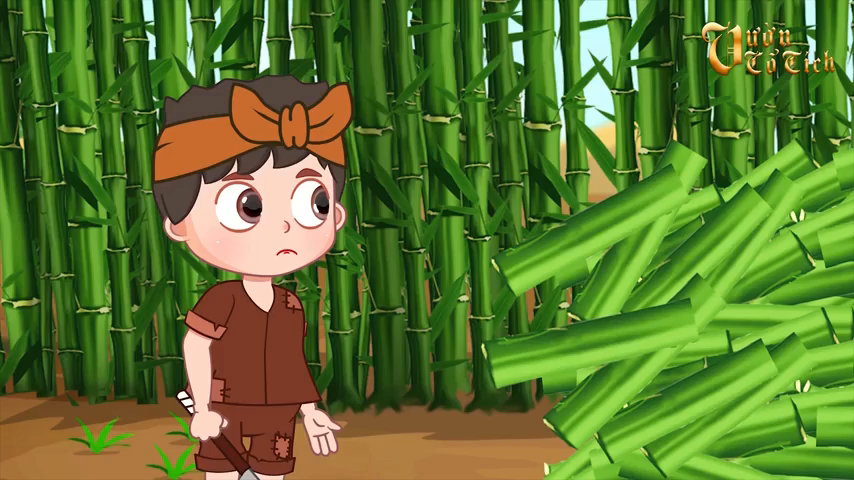 Vườn
Cổ Tích